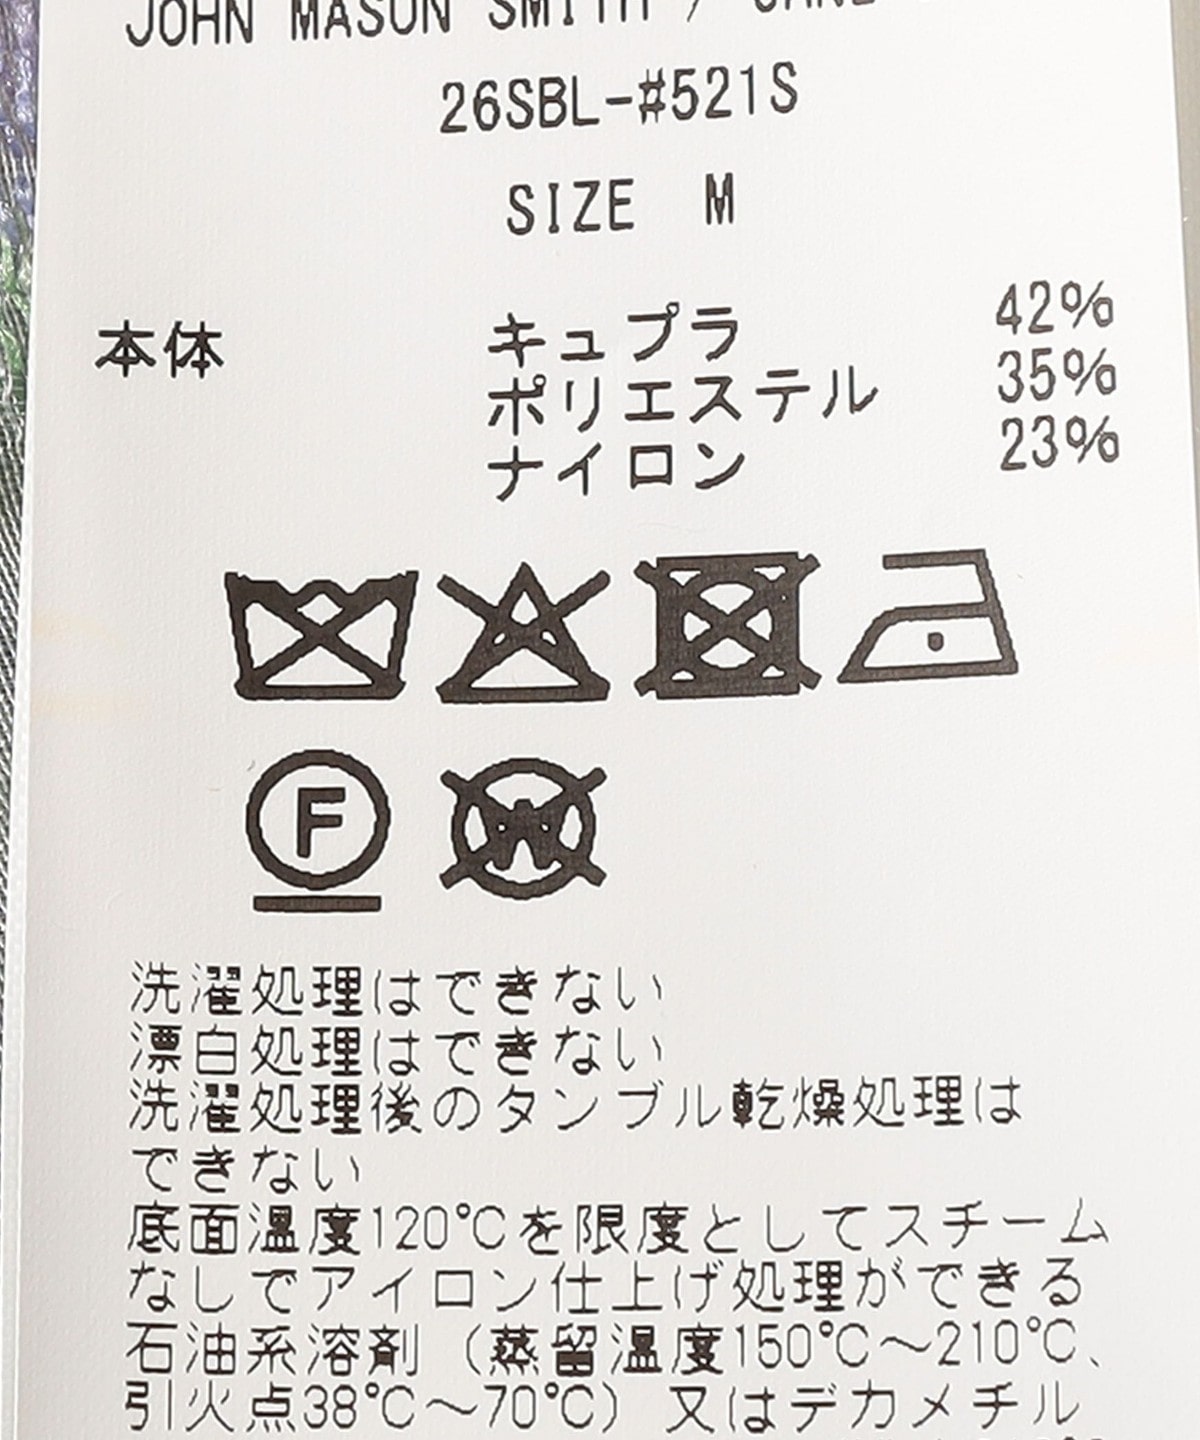 JOHN MASON SMITH /
26SBL-#521S
SIZE M
本体 キュプラ 42%
ポリエステル 35%
ナイロン 23%
F
W
洗濯処理はできない
漂白処理はできない
洗濯処理後のタンブル乾燥処理は
できない
底面温度120℃を限度としてスチーム
なしでアイロン仕上げ処理ができる
石油系溶剤(蒸留温度150℃〜210℃、
引火点38℃〜70℃)又はデカメチル